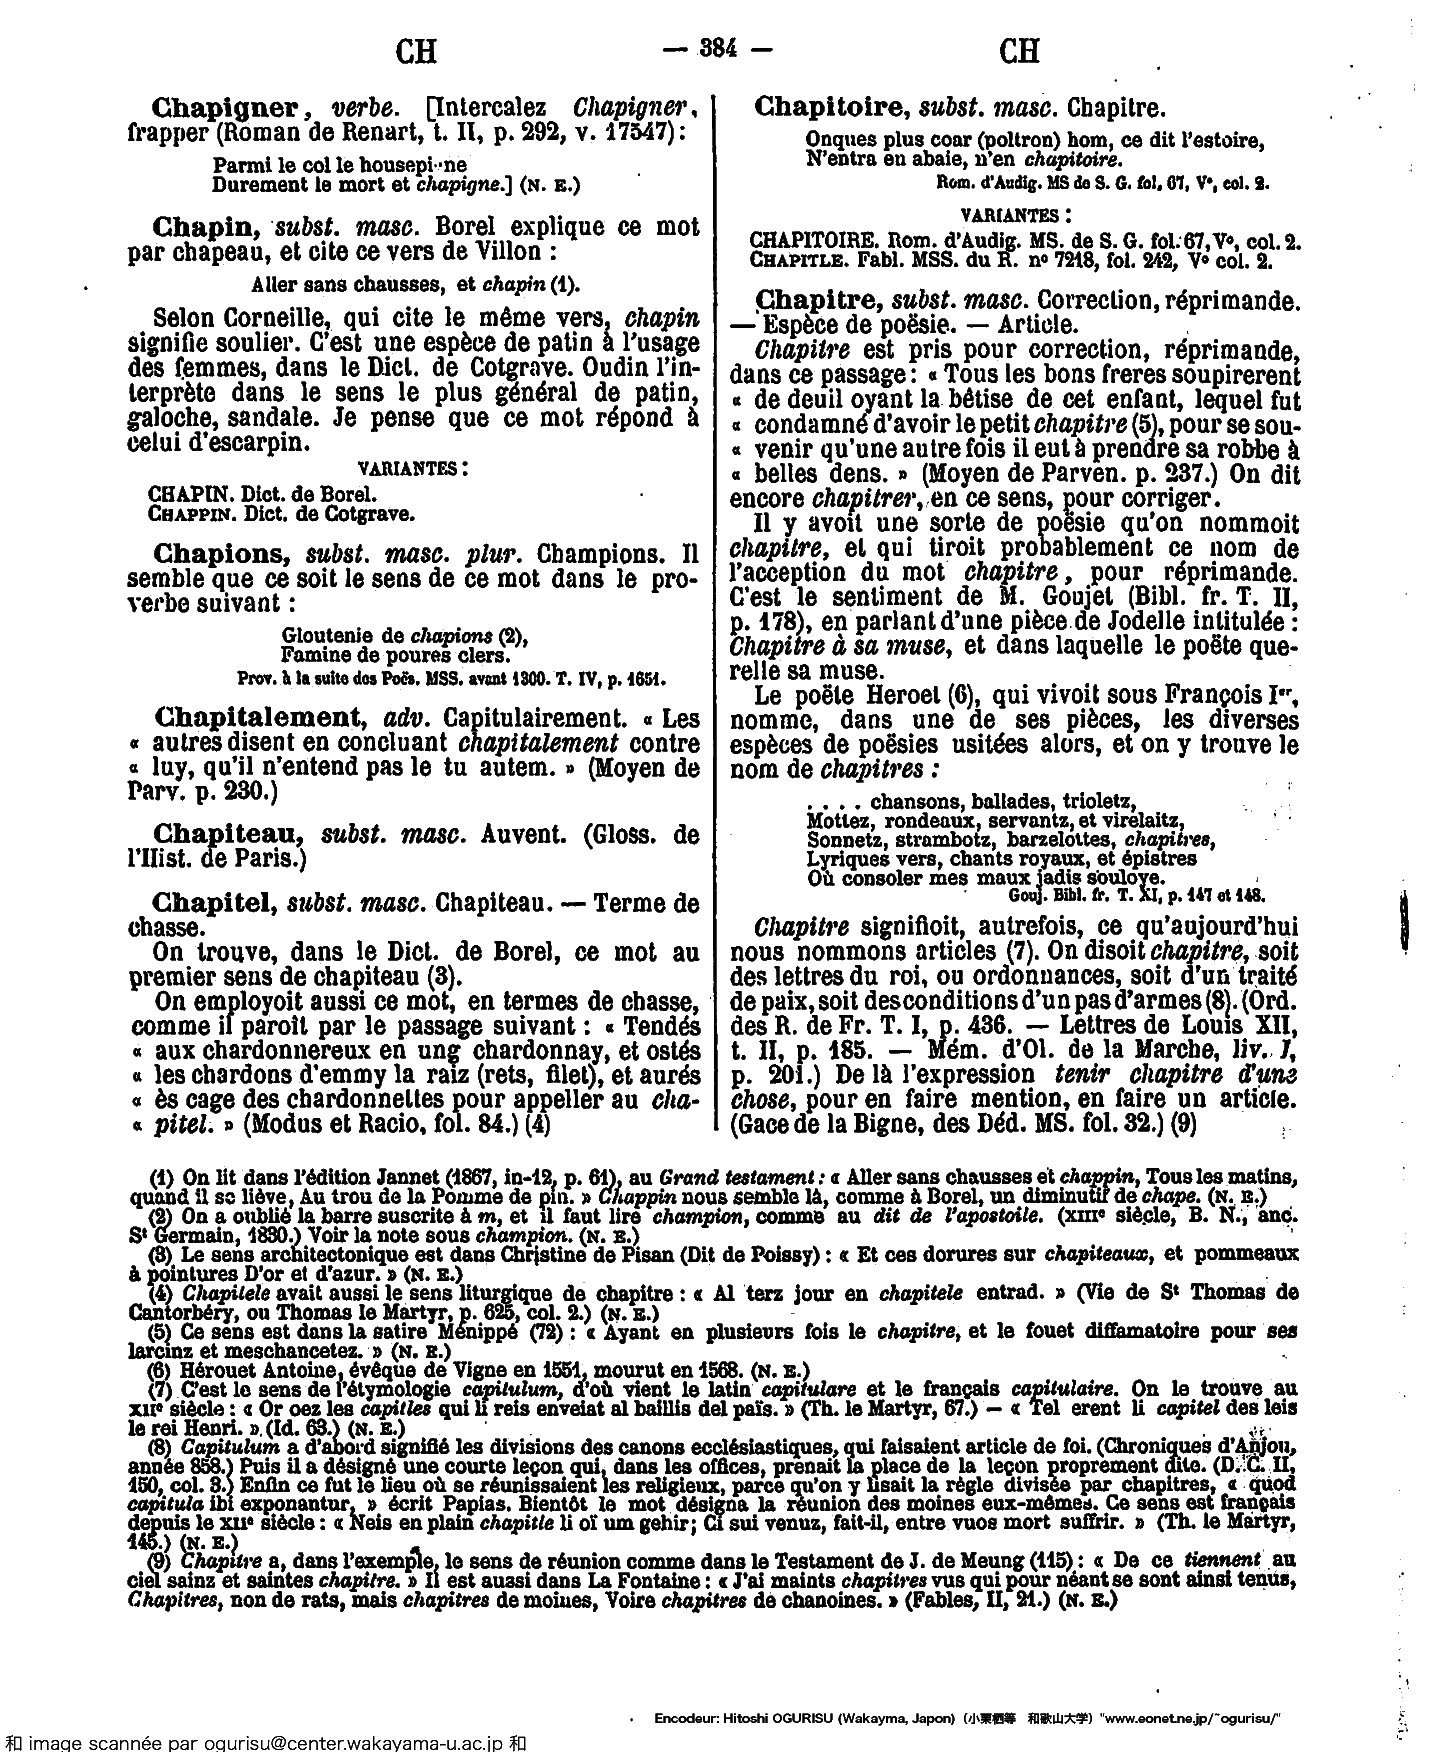 CH — 384 — CH
Chapigner, verbe. [Intercalez Chapigner,
frapper (Roman de Renart, t. II, p. 292, v. 17547) :
Parmi le col le housepi ne
Durement le mort et chapigne.] (N. E.)
Chapin, subst. masc. Borel explique ce mot
par chapeau, et cite ce vers de Villon :
Aller sans chausses, et chapin (1).
Selon Corneille, qui cite le même vers, chapin
signifie soulier. C'est une espèce de patin à l'usage
des femmes, dans le Dict. de Cotgrave. Oudin l'in-
terprète dans le sens le plus général de patin,
galoche, sandale. Je pense que ce mot répond à
celui d'escarpin.
VARIANTES :
CHAPIN. Dict. de Borel.
CHAPPIN. Dict. de Cotgrave.
Chapions, subst. masc. plur. Champions. Il
semble que ce soit le sens de ce mot dans le pro-
verbe suivant :
Gloutenie de chapions (2),
Famine de poures clers.
Prov. à la suite des Poës. MSS. avant 1300. T. IV, p. 1651.
Chapitalement, adv. Capitulairement. « Les
« autres disent en concluant chapitalement contre
« luy, qu'il n'entend pas le tu autem. » (Moyen de
Parv. p. 230.)
Chapiteau, subst. masc. Auvent. (Gloss. de
l'Hist. de Paris.)
Chapitel, subst. masc. Chapiteau. — Terme de
chasse.
On trouve, dans le Dict. de Borel, ce mot au
premier sens de chapiteau (3).
On employoit aussi ce mot, en termes de chasse,
comme il paroît par le passage suivant : « Tendés
« aux chardonnereux en ung chardonnay, et ostés
« les chardons d'emmy la raiz (rets, filet), et aurés
« ès cage des chardonnettes pour appeller au cha-
« pitel. » (Modus et Racio, fol. 84.) (4)
Chapitoire, subst. masc. Chapitre.
Onques plus coar (poltron) hom, ce dit l'estoire,
N'entra en abaie, n'en chapitoire.
Rom. d'Audig. MS de S. G. fol. 67, V°, col. 2.
VARIANTES :
CHAPITOIRE. Rom. d'Audig. MS. de S. G. fol. 67, V°, col. 2.
CHAPITLE. Fabl. MSS. du R. n° 7218, fol. 242, V° col. 2.
Chapitre, subst. masc. Correction, réprimande.
— Espèce de poësie. — Article.
Chapitre est pris pour correction, réprimande,
dans ce passage : « Tous les bons freres soupirerent
« de deuil oyant la bêtise de cet enfant, lequel fut
« condamné d'avoir le petit chapitre (5), pour se sou-
« venir qu'une autre fois il eut à prendre sa robbe à
« belles dens. » (Moyen de Parven. p. 237.) On dit
encore chapitrer, en ce sens, pour corriger.
Il y avoit une sorte de poësie qu'on nommoit
chapitre, et qui tiroit probablement ce nom de
l'acception du mot chapitre, pour réprimande.
C'est le sentiment de M. Goujet (Bibl. fr. T. II,
p. 178), en parlant d'une pièce de Jodelle intitulée :
Chapitre à sa muse, et dans laquelle le poëte que-
relle sa muse.
Le poëte Heroel (6), qui vivoit sous François Ier,
nomme, dans une de ses pièces, les diverses
espèces de poësies usitées alors, et on y trouve le
nom de chapitres :
. . . . chansons, ballades, trioletz,
Mottez, rondeaux, servantz, et virelaitz,
Sonnetz, strambotz, barzelottes, chapitres,
Lyriques vers, chants royaux, et épistres
Où consoler mes maux jadis souloye.
Gouj. Bibl. fr. T. XI, p. 147 et 148.
Chapitre signifioit, autrefois, ce qu'aujourd'hui
nous nommons articles (7). On disoit chapitre, soit
des lettres du roi, ou ordonnances, soit d'un traité
de paix, soit des conditions d'un pas d'armes (8). (Ord.
des R. de Fr. T. I, p. 436. — Lettres de Louis XII,
t. II, p. 185. — Mém. d'Ol. de la Marche, liv. I,
p. 201.) De là l'expression tenir chapitre d'une
chose, pour en faire mention, en faire un article.
(Gace de la Bigne, des Déd. MS. fol. 32.) (9)
(1) On lit dans l'édition Jannet (1867, in-12, p. 61), au Grand testament : « Aller sans chausses et chappin, Tous les matins,
quand il se liève, Au trou de la Pomme de pin. » Chappin nous semble là, comme à Borel, un diminutif de chape. (N. E.)
(2) On a oublié la barre suscrite à m, et il faut lire champion, comme au dit de l'apostoile. (XIIIe siècle, B. N., anc.
St Germain, 1830.) Voir la note sous champion. (N. E.)
(3) Le sens architectonique est dans Christine de Pisan (Dit de Poissy) : « Et ces dorures sur chapiteaux, et pommeaux
à pointures D'or et d'azur. » (N. E.)
(4) Chapitele avait aussi le sens liturgique de chapitre : « Al terz jour en chapitele entrad. » (Vie de St Thomas de
Cantorbéry, ou Thomas le Martyr, p. 625, col. 2.) (N. E.)
(5) Ce sens est dans la satire Ménippé (72) : « Ayant en plusieurs fois le chapitre, et le fouet diffamatoire pour ses
larcinz et meschancetez. » (N. E.)
(6) Hérouet Antoine, évêque de Vigne en 1551, mourut en 1568. (N. E.)
(7) C'est le sens de l'étymologie capitulum, d'où vient le latin capitulare et le français capitulaire. On le trouve au
XIIe siècle : « Or oez les capitles qui li reis enveiat al baillis del païs. » (Th. le Martyr, 67.) — « Tel erent li capitel des leis
le rei Henri. » (Id. 63.) (N. E.)
(8) Capitulum a d'abord signifié les divisions des canons ecclésiastiques, qui faisaient article de foi. (Chroniques d'Anjou,
année 858.) Puis il a désigné une courte leçon qui, dans les offices, prenait la place de la leçon proprement dite. (D. C. II,
150, col. 3.) Enfin ce fut le lieu où se réunissaient les religieux, parce qu'on y lisait la règle divisée par chapitres, « quod
capitula ibi exponantur, » écrit Papias. Bientôt le mot désigna la réunion des moines eux-mêmes. Ce sens est français
depuis le XIIe siècle : « Neis en plain chapitle li oï um gehir ; Ci sui venuz, fait-il, entre vuos mort suffrir. » (Th. le Martyr,
145.) (N. E.)
(9) Chapitre a, dans l'exemple, le sens de réunion comme dans le Testament de J. de Meung (115) : « De ce tiennent au
ciel sainz et saintes chapitre. » Il est aussi dans La Fontaine : « J'ai maints chapitres vus qui pour néant se sont ainsi tenus,
Chapitres, non de rats, mais chapitres de moines, Voire chapitres de chanoines. » (Fables, II, 21.) (N. E.)
Encodeur: Hitoshi OGURISU (Wakayma, Japon) (小栗栖等 和歌山大学) "www.eonet.ne.jp/~ogurisu/"
和 image scannée par ogurisu@center.wakayama-u.ac.jp 和